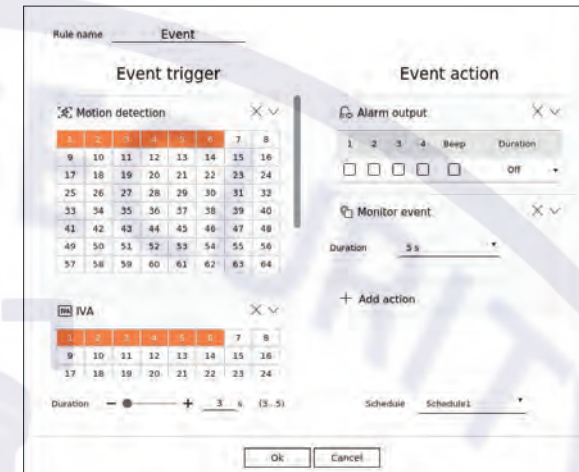 Rule name Event
Event trigger
Motion detection
1 2 3 4 5 6 7 8
9 10 11 12 13 14 15 16
17 18 19 20 21 22 23 24
25 26 27 28 29 30 31 32
33 34 35 36 37 38 39 40
41 42 43 44 45 46 47 48
49 50 51 52 53 54 55 56
57 58 59 60 61 62 63 64
IVA
1 2 3 4 5 6 7 8
9 10 11 12 13 14 15 16
17 18 19 20 21 22 23 24
Duration 3 s (3...5)
Event action
Alarm output
1 2 3 4 Beep Duration
Off
Monitor event
Duration 5 s
+ Add action
Schedule Schedule1
Ok Cancel